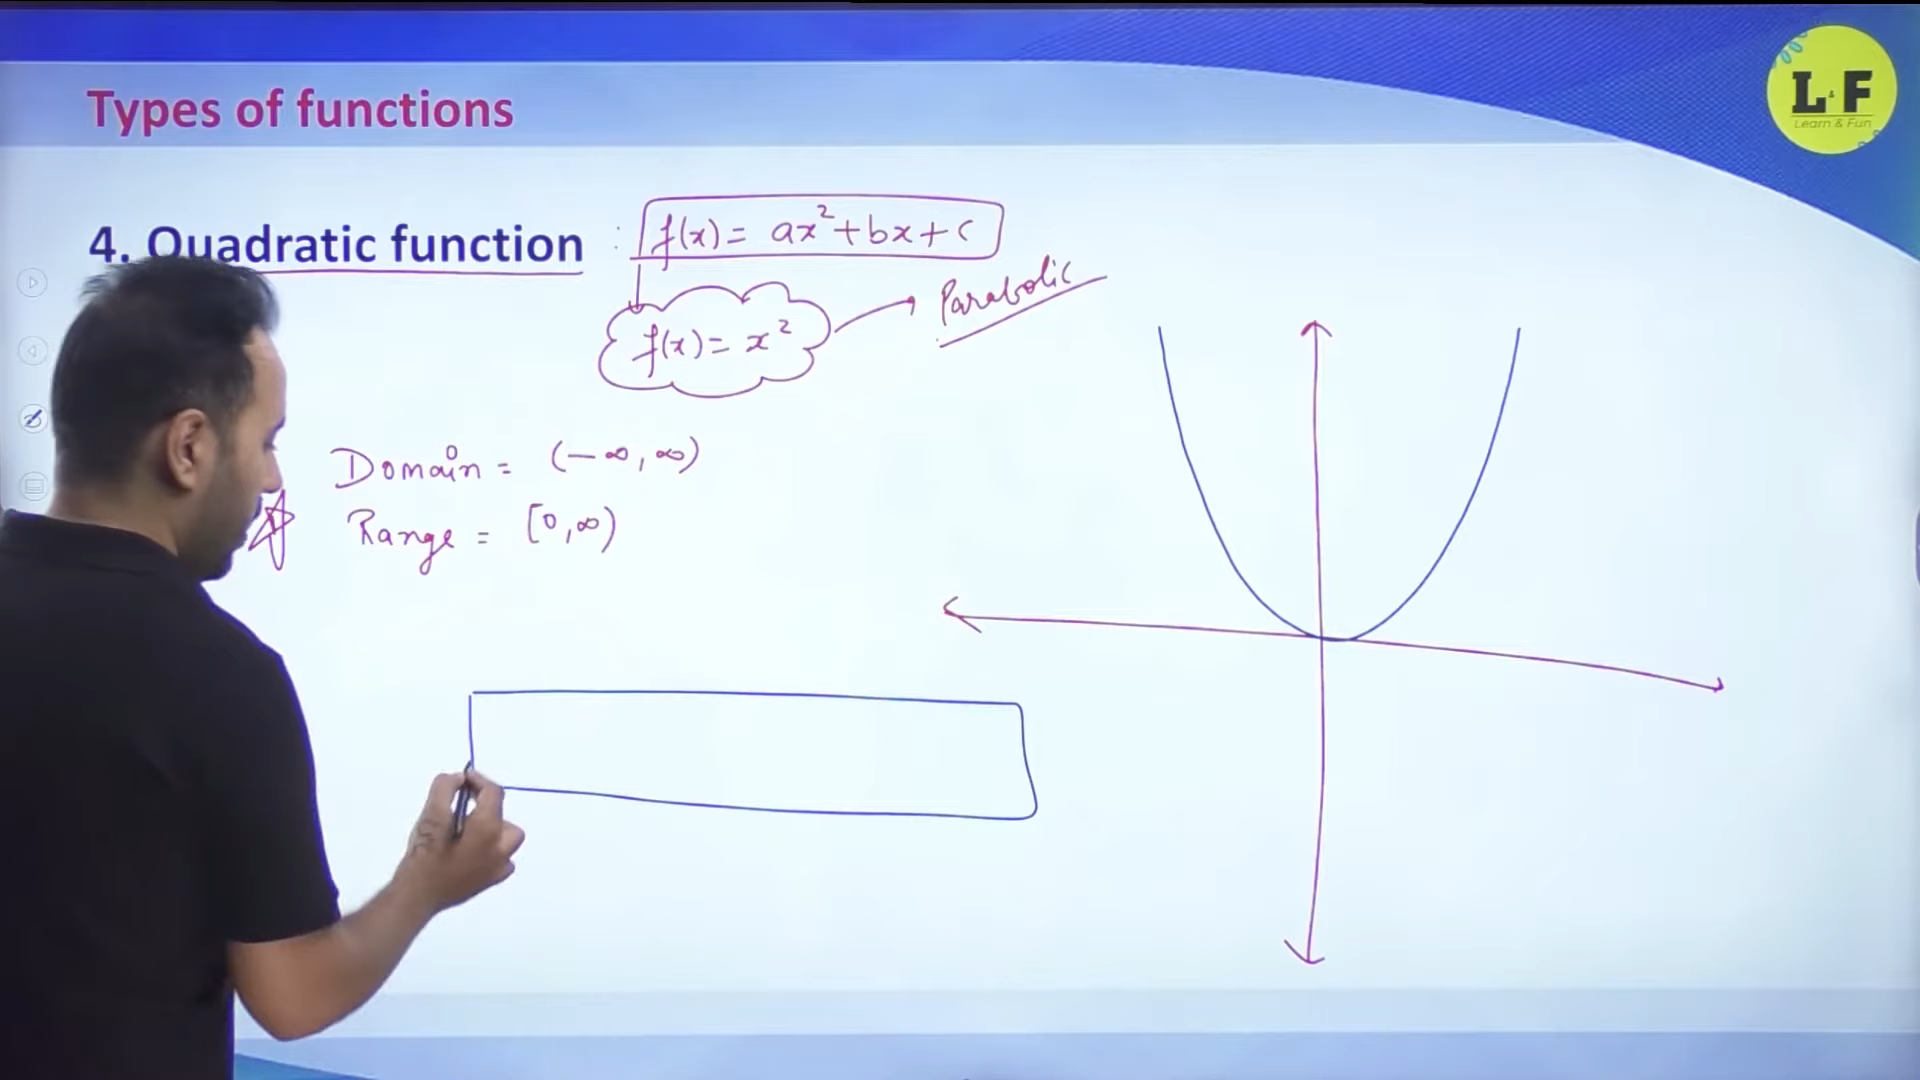 Types of functions
L&F
Learn & Fun
4. Quadratic function : f(x) = ax²+bx+c
f(x) = x²
Parabolic
Domain = (-∞, ∞)
Range = [0, ∞)